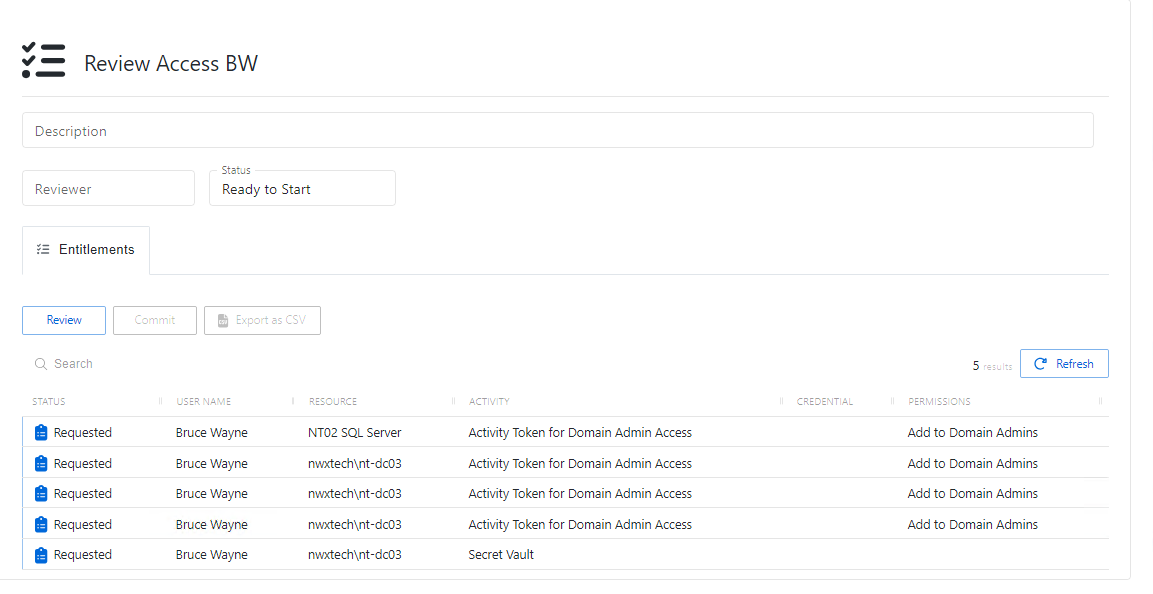 Review Access BW
Description
Reviewer
Status
Ready to Start
Entitlements
Review Commit Export as CSV
Search 5 results Refresh
STATUS USER NAME RESOURCE ACTIVITY CREDENTIAL PERMISSIONS
Requested Bruce Wayne NT02 SQL Server Activity Token for Domain Admin Access Add to Domain Admins
Requested Bruce Wayne nwxtech\nt-dc03 Activity Token for Domain Admin Access Add to Domain Admins
Requested Bruce Wayne nwxtech\nt-dc03 Activity Token for Domain Admin Access Add to Domain Admins
Requested Bruce Wayne nwxtech\nt-dc03 Activity Token for Domain Admin Access Add to Domain Admins
Requested Bruce Wayne nwxtech\nt-dc03 Secret Vault